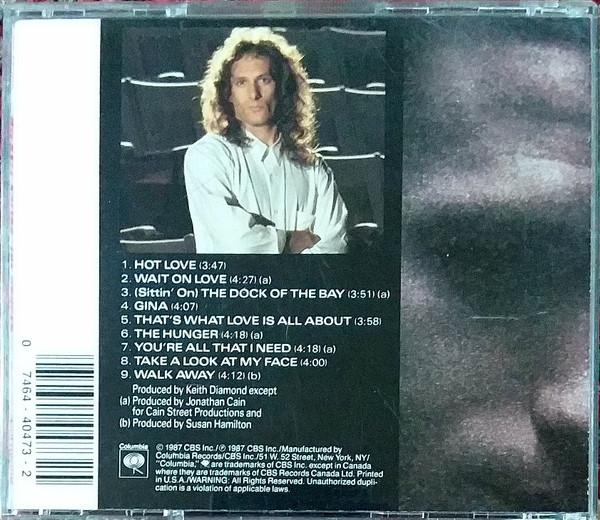 1. HOT LOVE (3:47)
2. WAIT ON LOVE (4:27) (a)
3. (Sittin' On) THE DOCK OF THE BAY (3:51) (a)
4. GINA (4:07)
5. THAT'S WHAT LOVE IS ALL ABOUT (3:58)
6. THE HUNGER (4:18) (a)
7. YOU'RE ALL THAT I NEED (4:18) (a)
8. TAKE A LOOK AT MY FACE (4:00)
9. WALK AWAY (4:12) (b)
Produced by Keith Diamond except
(a) Produced by Jonathan Cain
for Cain Street Productions and
(b) Produced by Susan Hamilton
Columbia
© 1987 CBS Inc./℗ 1987 CBS Inc./Manufactured by
Columbia Records/CBS Inc./51 W. 52 Street, New York, NY/
"Columbia," are trademarks of CBS Inc. except in Canada
where they are trademarks of CBS Records Canada Ltd. Printed
in U.S.A./WARNING: All Rights Reserved. Unauthorized dupli-
cation is a violation of applicable laws.
0 7464-40473-2